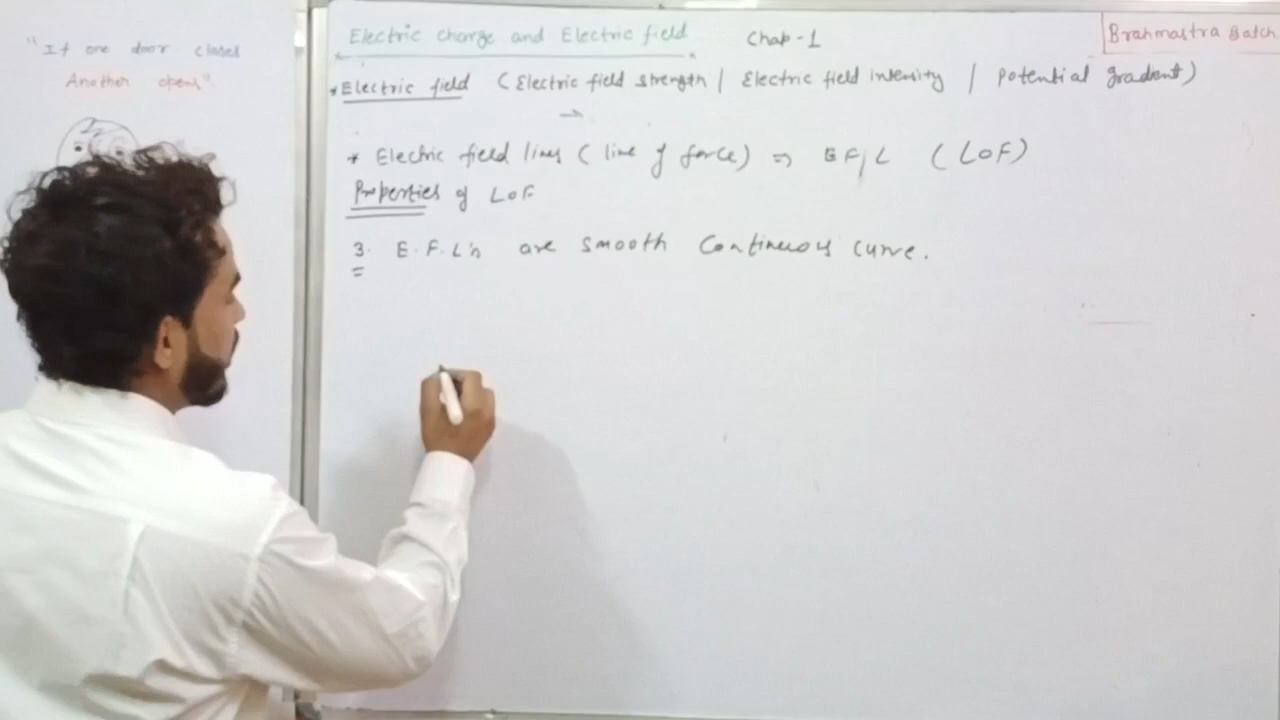 "If one door closed
Another opens".
Electric charge and Electric field Chap-1
Brahmastra Batch
* Electric field (Electric field strength / Electric field intensity / Potential gradient)
* Electric field lines (line of force) ⇒ EF/L (LOF)
Properties of LOF
3. E.F.L's are smooth Continuous curve.